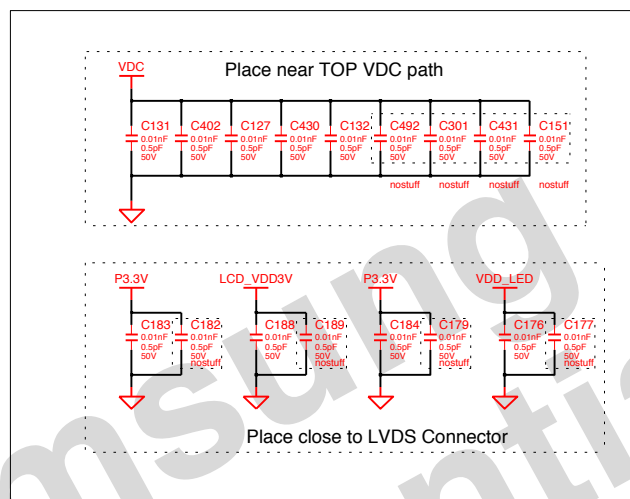 Place near TOP VDC path
VDC
C131 C402 C127 C430 C132 C492 C301 C431 C151
0.01nF 0.01nF 0.01nF 0.01nF 0.01nF 0.01nF 0.01nF 0.01nF 0.01nF
0.5pF 0.5pF 0.5pF 0.5pF 0.5pF 0.5pF 0.5pF 0.5pF 0.5pF
50V 50V 50V 50V 50V 50V 50V 50V 50V
nostuff nostuff nostuff nostuff
P3.3V LCD_VDD3V P3.3V VDD_LED
C183 C182 C188 C189 C184 C179 C176 C177
0.01nF 0.01nF 0.01nF 0.01nF 0.01nF 0.01nF 0.01nF 0.01nF
0.5pF 0.5pF 0.5pF 0.5pF 0.5pF 0.5pF 0.5pF 0.5pF
50V 50V 50V 50V 50V 50V 50V 50V
nostuff nostuff nostuff nostuff
Place close to LVDS Connector